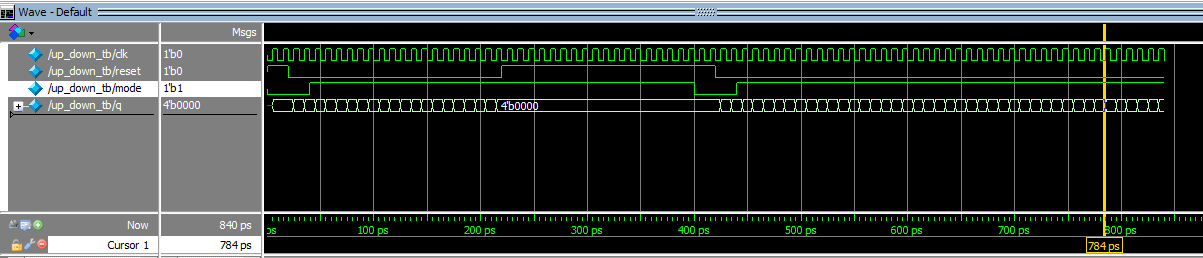 Wave - Default
Msgs
/up_down_tb/clk 1'b0
/up_down_tb/reset 1'b0
/up_down_tb/mode 1'b1
/up_down_tb/q 4'b0000 4'b0000
Now 840 ps ps 100 ps 200 ps 300 ps 400 ps 500 ps 600 ps 700 ps 800 ps
Cursor 1 784 ps 784 ps